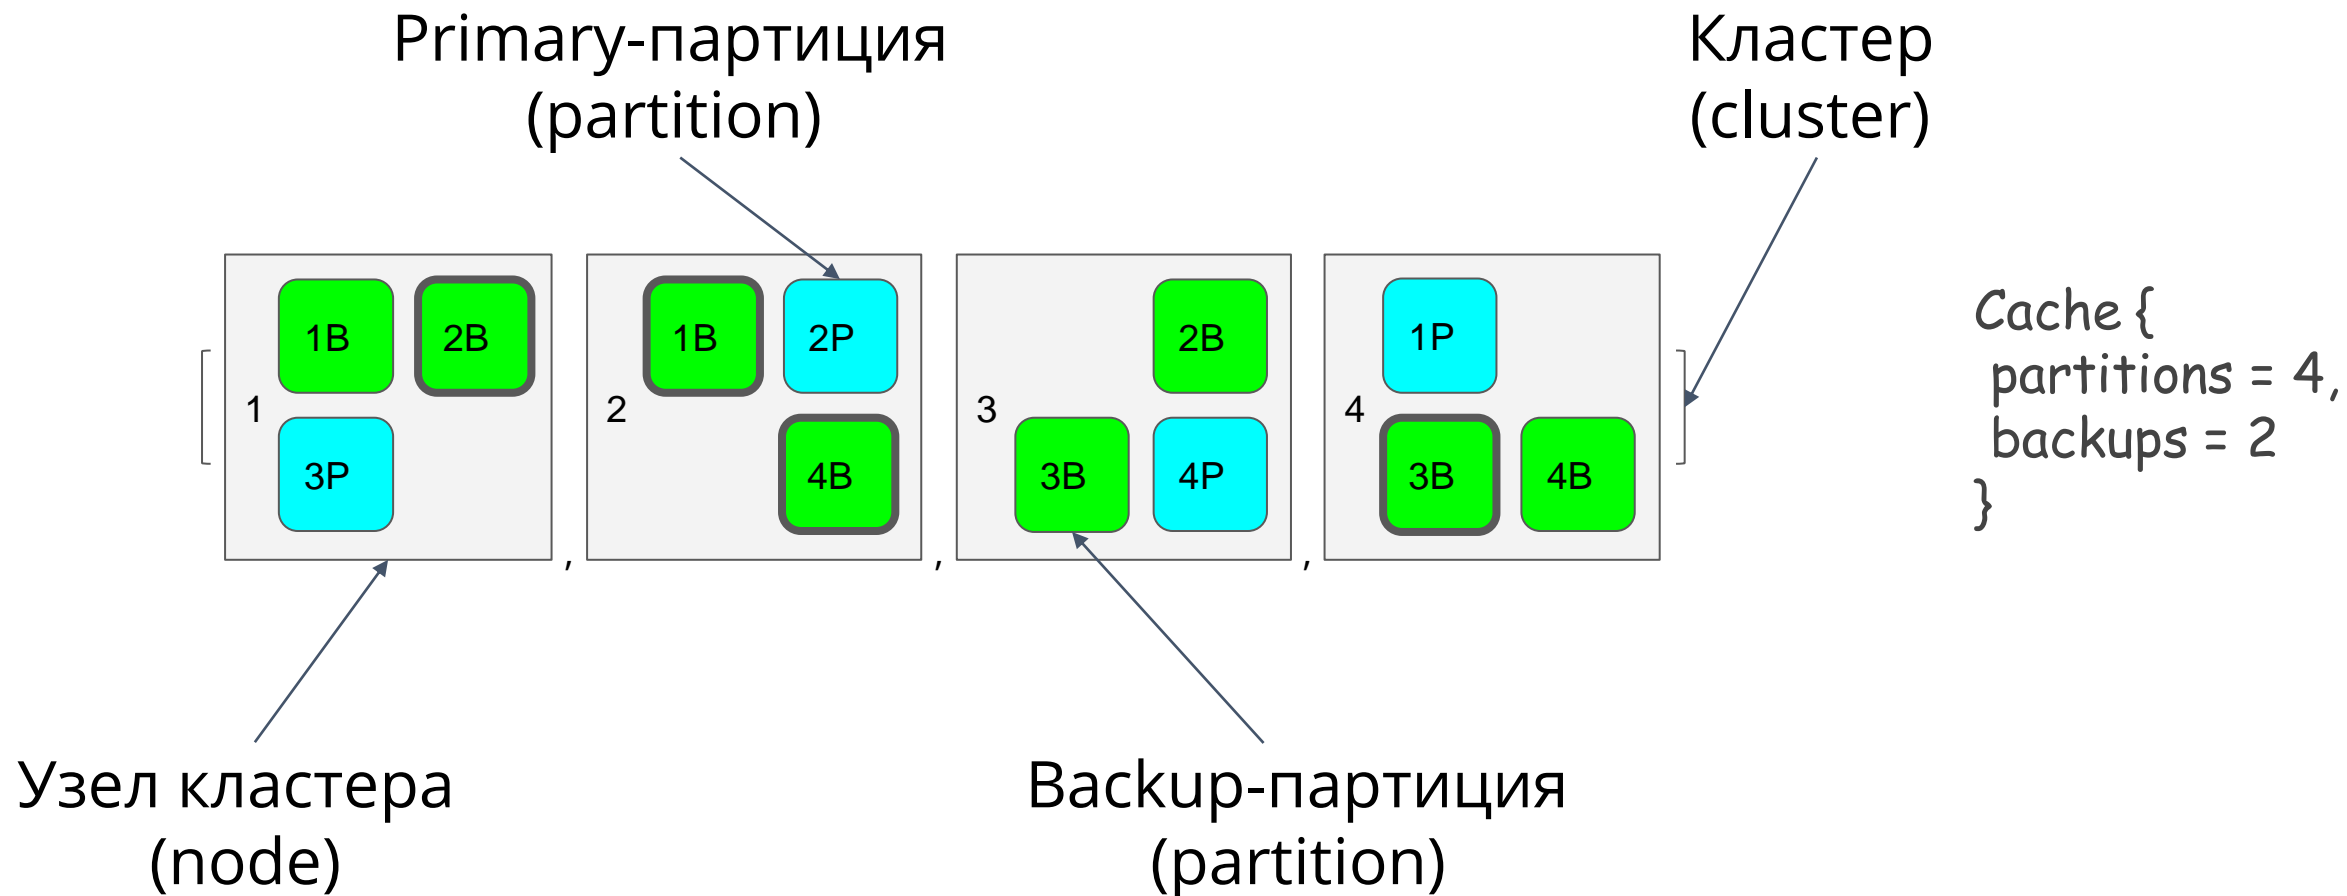 Primary-партиция
(partition)
Кластер
(cluster)
1
1B
2B
3P
,
2
1B
2P
4B
,
3
2B
3B
4P
,
4
1P
3B
4B
Cache {
partitions = 4,
backups = 2
}
Узел кластера
(node)
Backup-партиция
(partition)